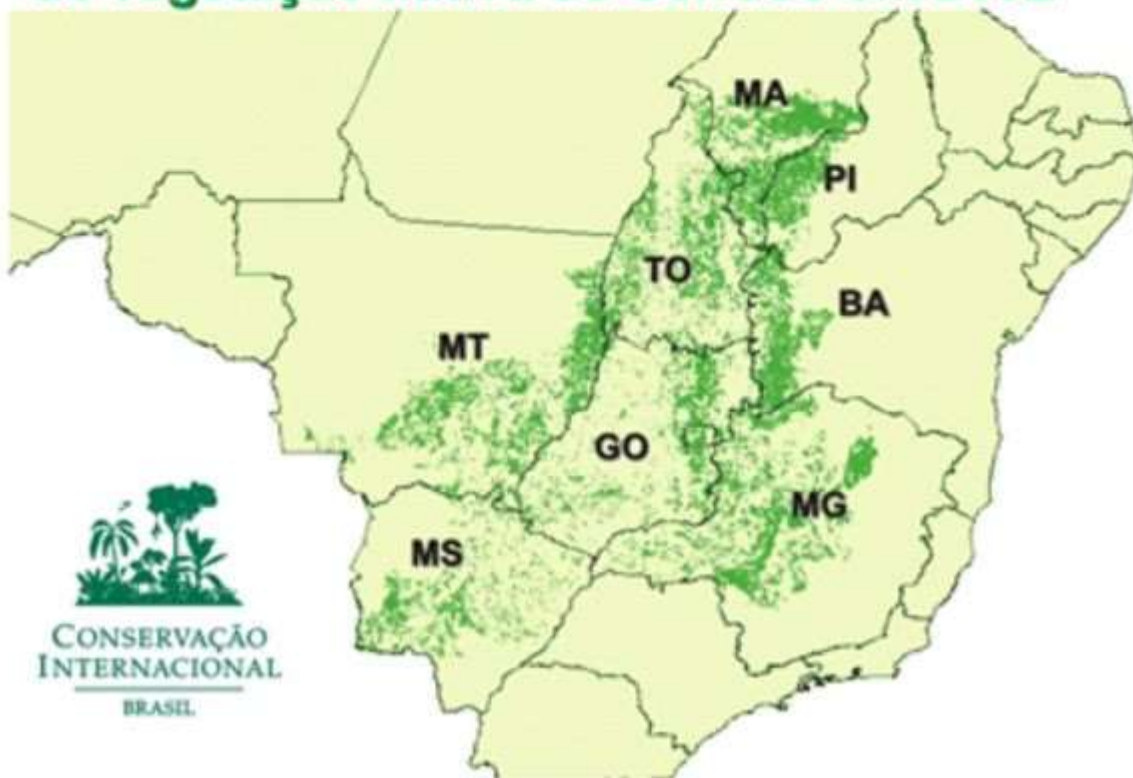 MA
PI
TO
BA
MT
GO
MG
MS
CONSERVAÇÃO
INTERNACIONAL
BRASIL